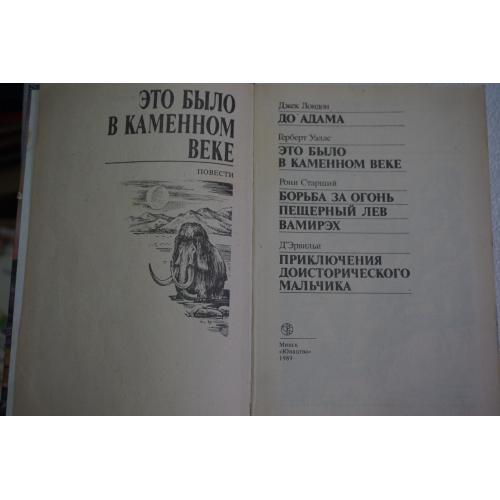 ЭТО БЫЛО
В КАМЕННОМ
ВЕКЕ
ПОВЕСТИ
Джек Лондон
ДО АДАМА
Герберт Уэллс
ЭТО БЫЛО
В КАМЕННОМ ВЕКЕ
Рони Старший
БОРЬБА ЗА ОГОНЬ
ПЕЩЕРНЫЙ ЛЕВ
ВАМИРЭХ
Д'Эрвильи
ПРИКЛЮЧЕНИЯ
ДОИСТОРИЧЕСКОГО
МАЛЬЧИКА
Минск
«Юнацтва»
1989